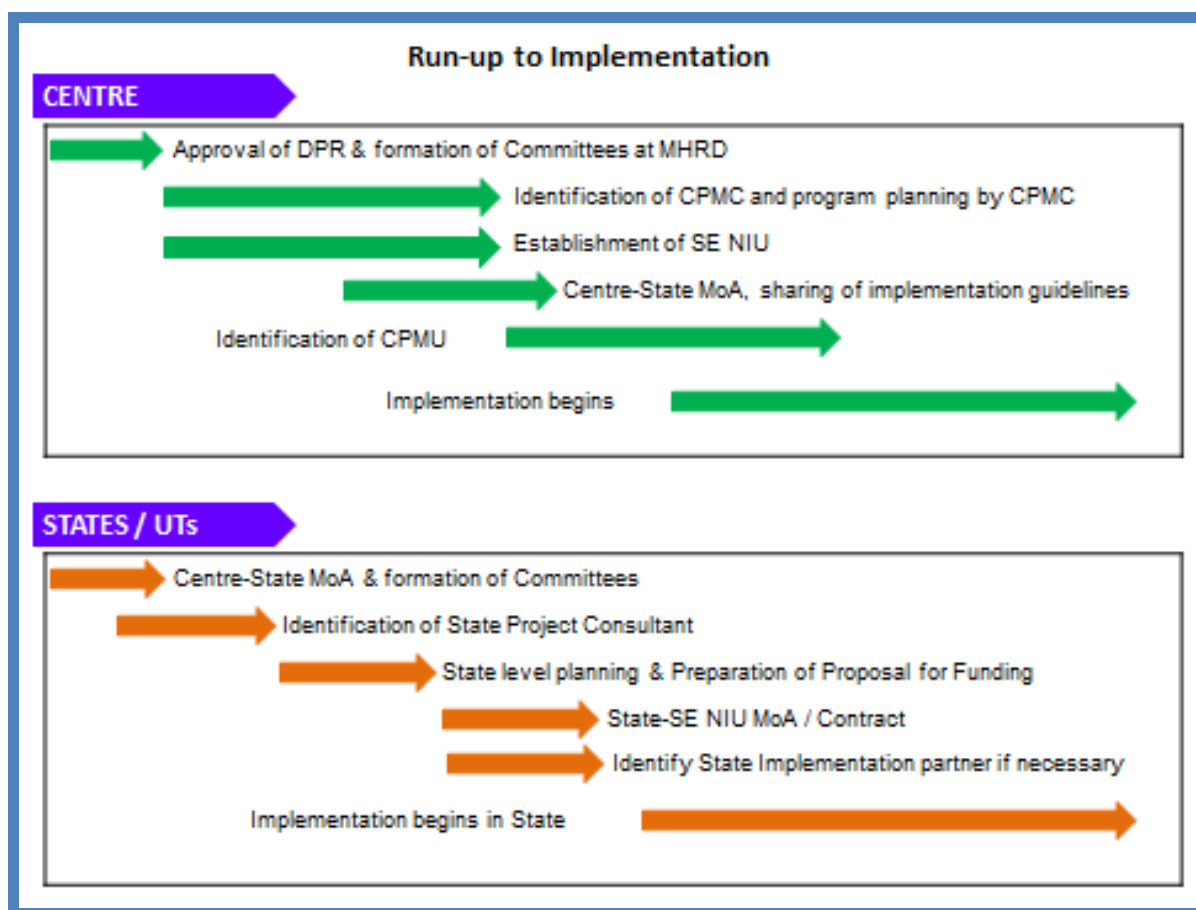 Run-up to Implementation
CENTRE
Approval of DPR & formation of Committees at MHRD
Identification of CPMC and program planning by CPMC
Establishment of SE NIU
Centre-State MoA, sharing of implementation guidelines
Identification of CPMU
Implementation begins
STATES / UTs
Centre-State MoA & formation of Committees
Identification of State Project Consultant
State level planning & Preparation of Proposal for Funding
State-SE NIU MoA / Contract
Identify State Implementation partner if necessary
Implementation begins in State